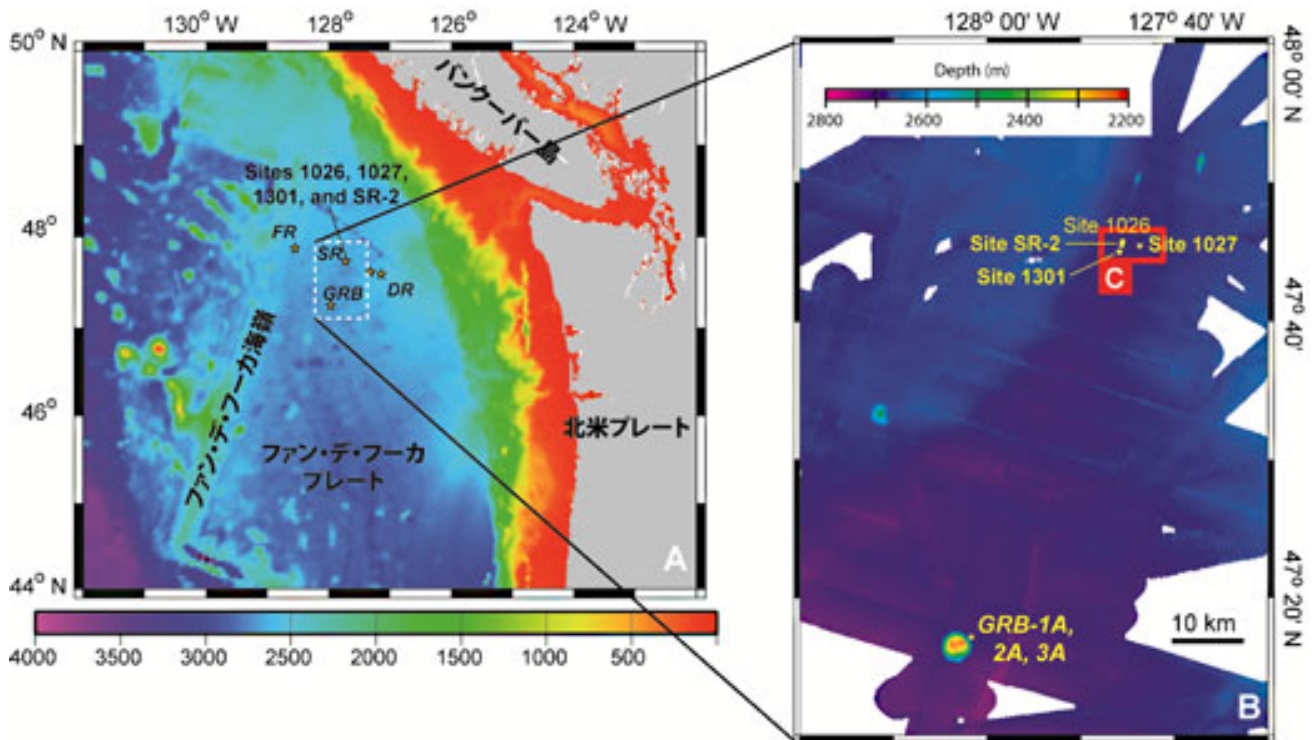 130° W
128° W
126° W
124° W
50° N
48° N
46° N
44° N
バンクーバー島
Sites 1026, 1027,
1301, and SR-2
FR
SR
GRB
DR
ファン・デ・フーカ海嶺
ファン・デ・フーカ
プレート
北米プレート
A
4000
3500
3000
2500
2000
1500
1000
500
128° 00' W
127° 40' W
48° 00' N
47° 40'
47° 20' N
Depth (m)
2800
2600
2400
2200
Site 1026
Site SR-2
Site 1027
Site 1301
C
GRB-1A,
2A, 3A
10 km
B